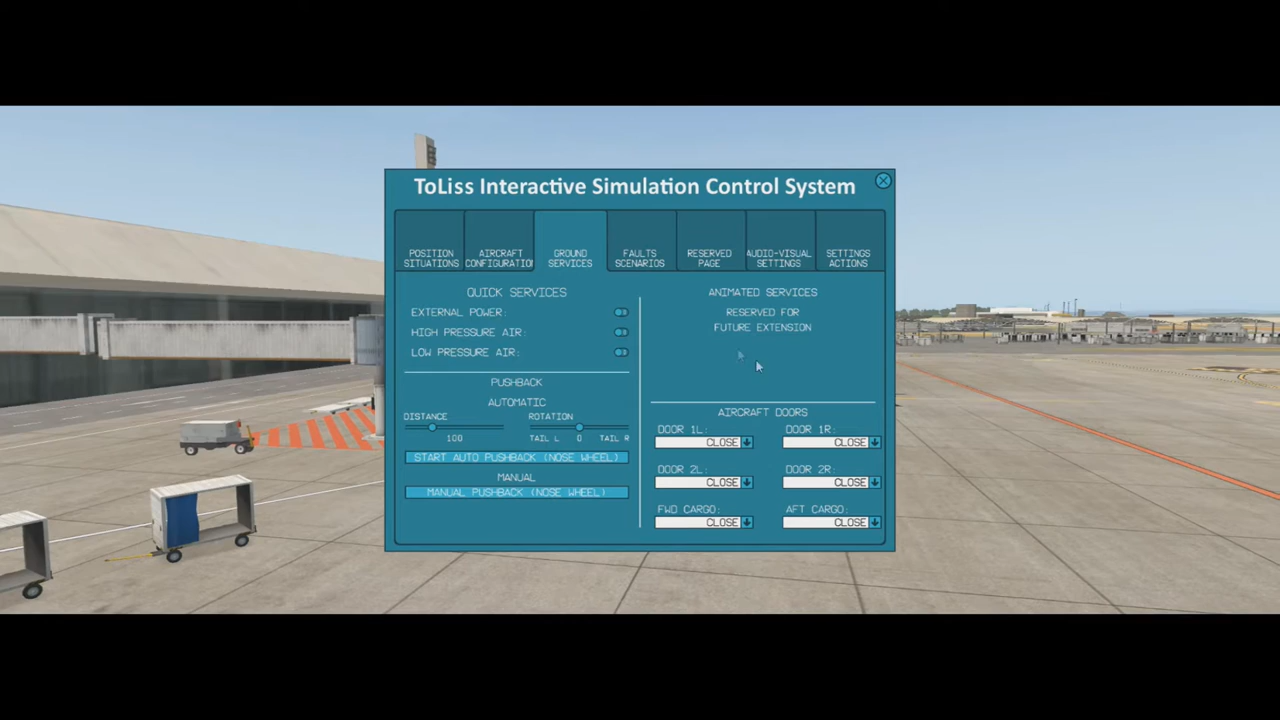 ToLiss Interactive Simulation Control System
POSITION
SITUATIONS
AIRCRAFT
CONFIGURATIO
GROUND
SERVICES
FAULTS
SCENARIOS
RESERVED
PAGE
AUDIO-VISUAL
SETTINGS
SETTINGS
ACTIONS
QUICK SERVICES
EXTERNAL POWER:
HIGH PRESSURE AIR:
LOW PRESSURE AIR:
PUSHBACK
AUTOMATIC
DISTANCE ROTATION
100 TAIL L 0 TAIL R
START AUTO PUSHBACK (NOSE WHEEL)
MANUAL
MANUAL PUSHBACK (NOSE WHEEL)
ANIMATED SERVICES
RESERVED FOR
FUTURE EXTENSION
AIRCRAFT DOORS
DOOR 1L: DOOR 1R:
CLOSE CLOSE
DOOR 2L: DOOR 2R:
CLOSE CLOSE
FWD CARGO: AFT CARGO:
CLOSE CLOSE